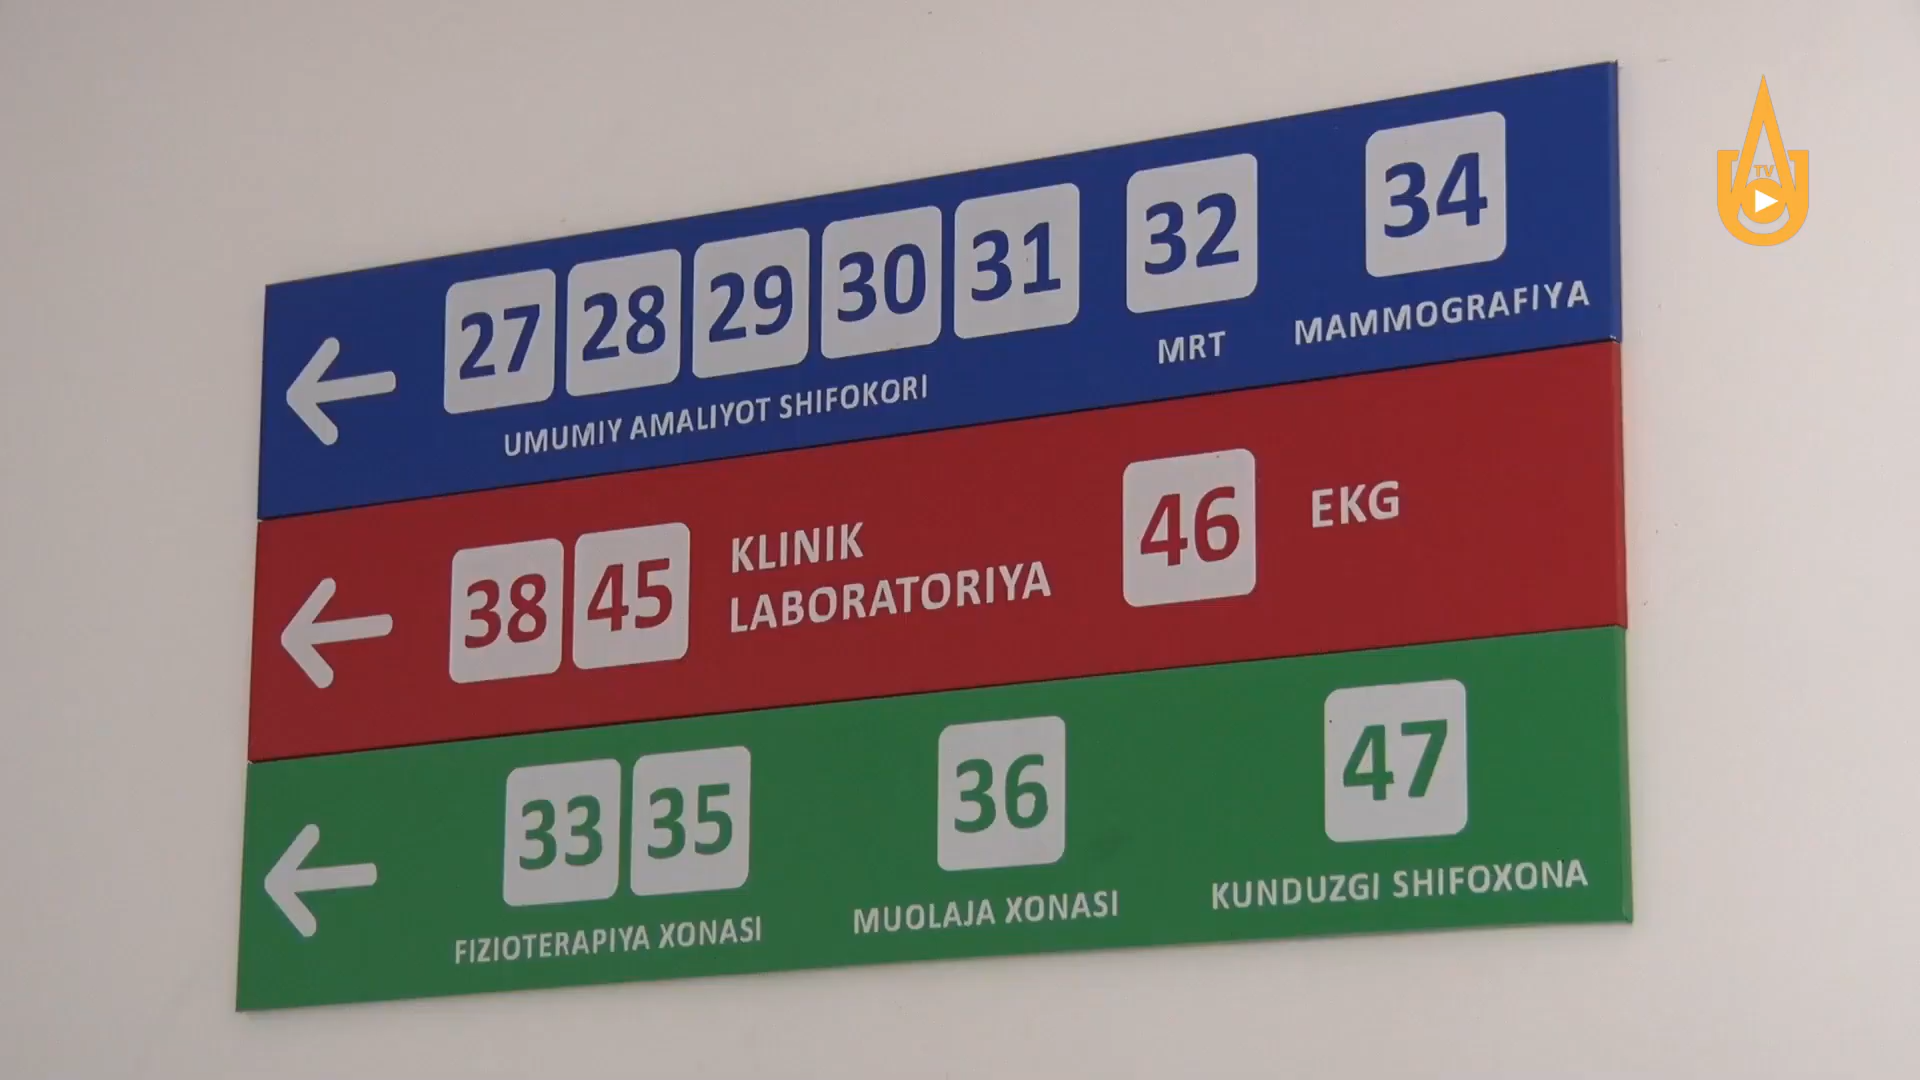 27 28 29 30 31 32 34
UMUMIY AMALIYOT SHIFOKORI MRT MAMMOGRAFIYA
38 45 KLINIK
LABORATORIYA
46 EKG
33 35 36 47
FIZIOTERAPIYA XONASI MUOLAJA XONASI KUNDUZGI SHIFOXONA
TV